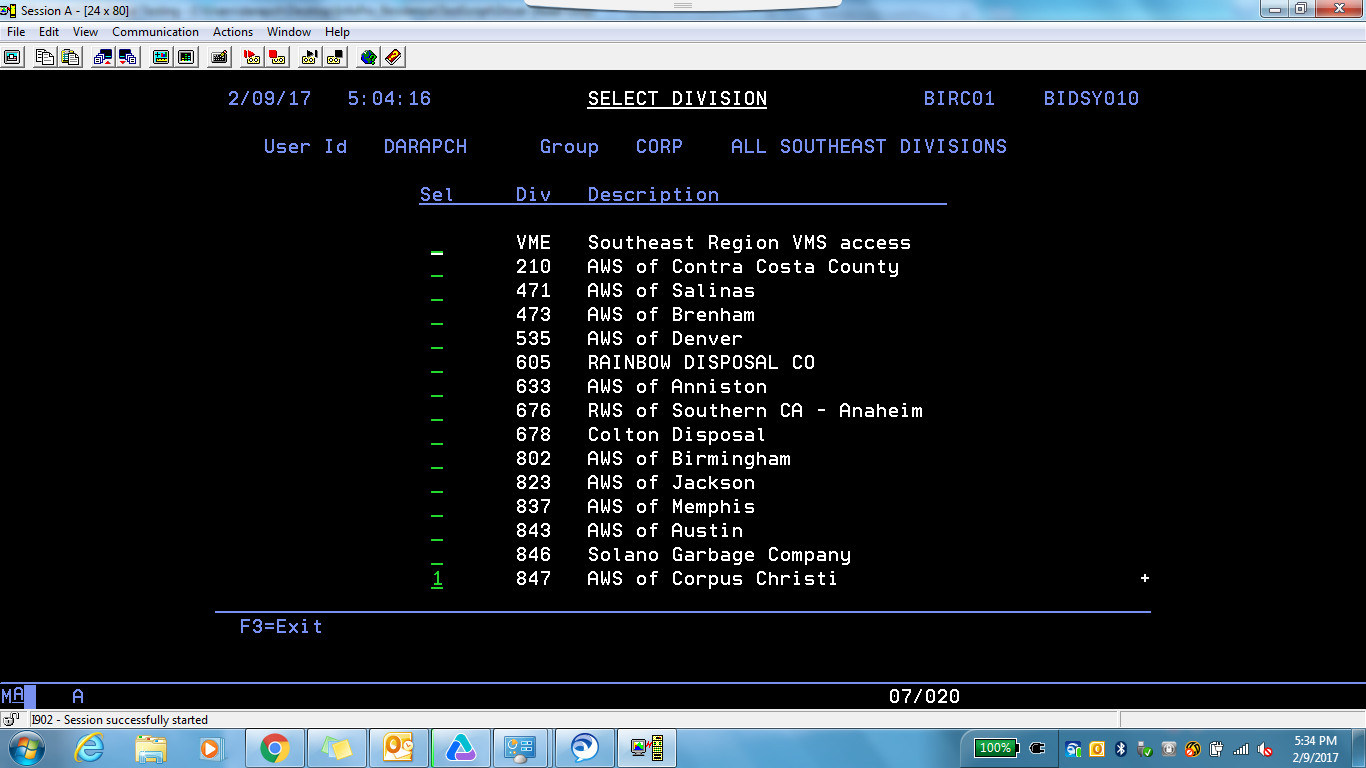 Session A - [24 x 80]
File Edit View Communication Actions Window Help
2/09/17 5:04:16 SELECT DIVISION BIRC01 BIDSY010
User Id DARAPCH Group CORP ALL SOUTHEAST DIVISIONS
Sel Div Description
_ VME Southeast Region VMS access
_ 210 AWS of Contra Costa County
_ 471 AWS of Salinas
_ 473 AWS of Brenham
_ 535 AWS of Denver
_ 605 RAINBOW DISPOSAL CO
_ 633 AWS of Anniston
_ 676 RWS of Southern CA - Anaheim
_ 678 Colton Disposal
_ 802 AWS of Birmingham
_ 823 AWS of Jackson
_ 837 AWS of Memphis
_ 843 AWS of Austin
_ 846 Solano Garbage Company
1 847 AWS of Corpus Christi +
F3=Exit
MA A 07/020
I902 - Session successfully started
100% 5:34 PM
2/9/2017